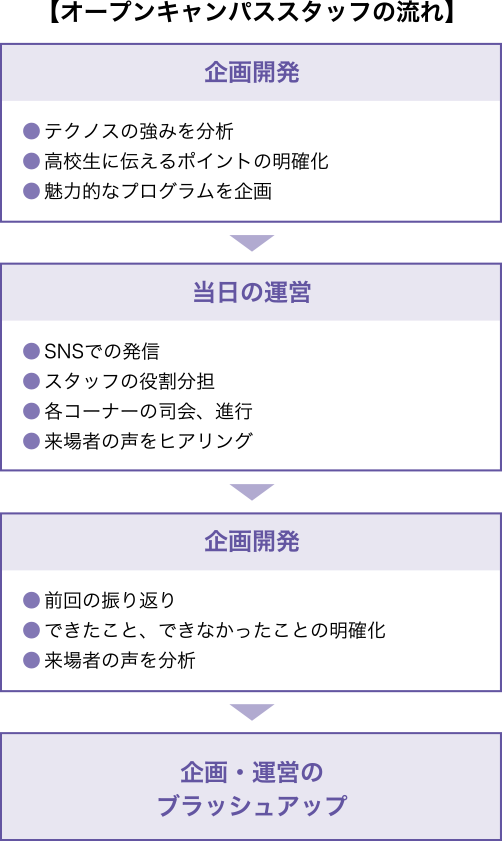 【オープンキャンパススタッフの流れ】
企画開発
●テクノスの強みを分析
●高校生に伝えるポイントの明確化
●魅力的なプログラムを企画
当日の運営
●SNSでの発信
●スタッフの役割分担
●各コーナーの司会、進行
●来場者の声をヒアリング
企画開発
●前回の振り返り
●できたこと、できなかったことの明確化
●来場者の声を分析
企画・運営の
ブラッシュアップ